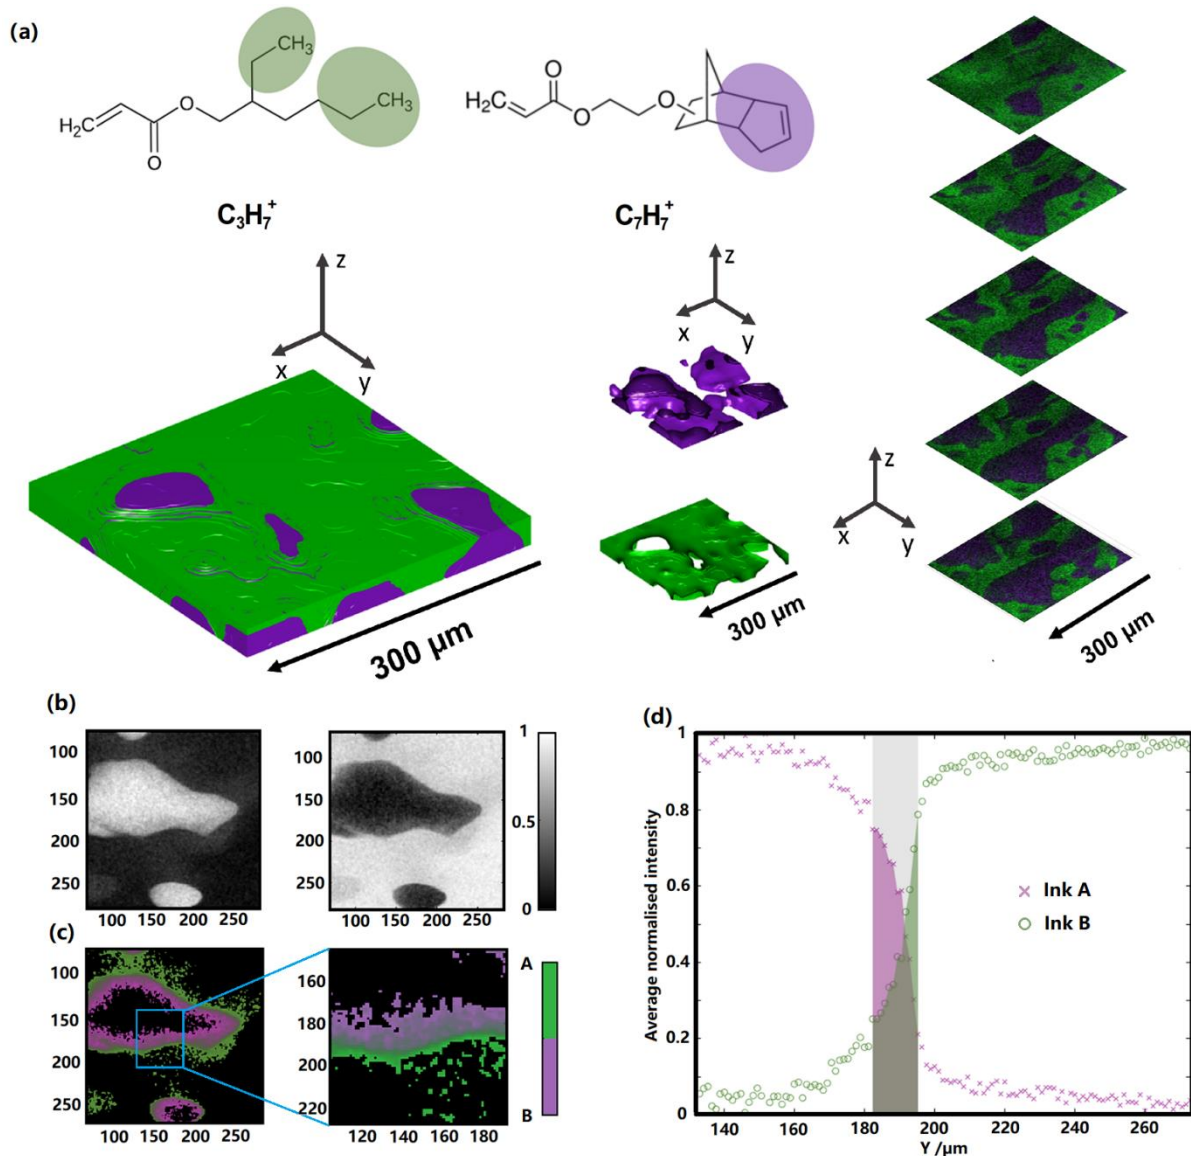 (a)
CH₃
CH₃
H₂C
O
O
H₂C
O
O
O
C₃H₇⁺
C₇H₇⁺
z
x
y
z
x
y
z
x
y
300 µm
300 µm
300 µm
(b)
100
150
200
250
100 150 200 250
100
150
200
250
100 150 200 250
1
0.5
0
(c)
100
150
200
250
100 150 200 250
160
180
200
220
120 140 160 180
A
B
(d)
Average normalised intensity
1
0.8
0.6
0.4
0.2
0
140 160 180 200 220 240 260
Y /µm
Ink A
Ink B